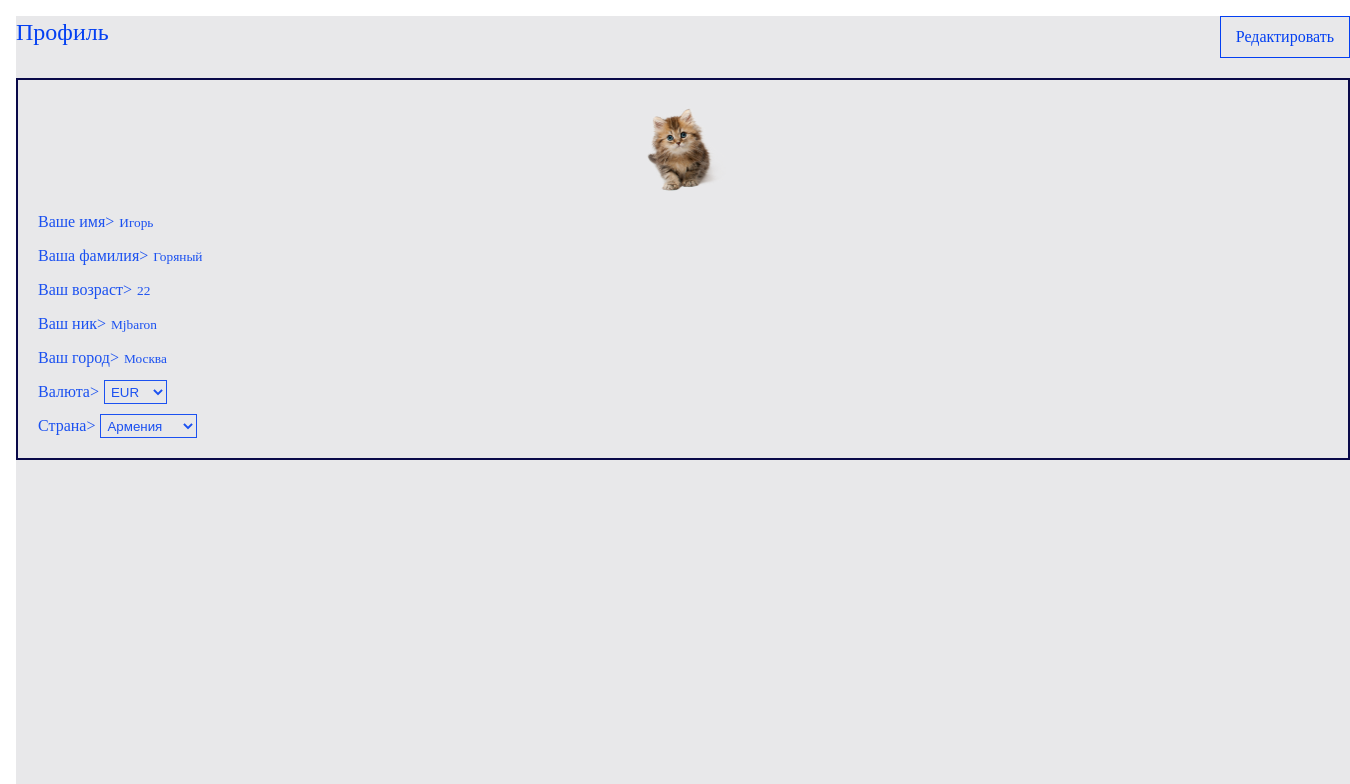 Профиль
Редактировать
Ваше имя> Игорь
Ваша фамилия> Горяный
Ваш возраст> 22
Ваш ник> Mjbaron
Ваш город> Москва
Валюта> EUR
Страна> Армения